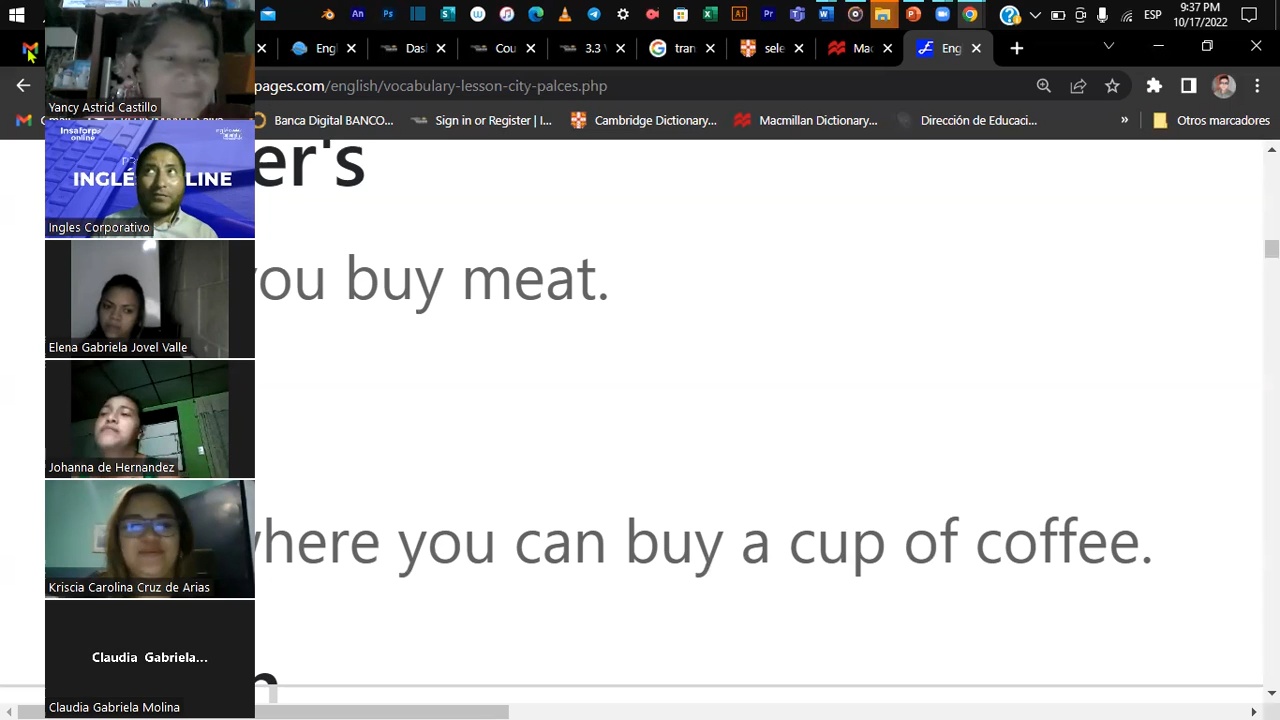 9:37 PM
ESP
10/17/2022
Eng
Das
Cou
3.3
tran
sele
Mac
Eng
pages.com/english/vocabulary-lesson-city-palces.php
Banca Digital BANCO...
Sign in or Register | I...
Cambridge Dictionary...
Macmillan Dictionary...
Dirección de Educaci...
Otros marcadores
Yancy Astrid Castillo
Insaforp
online
INGLÉ
LINE
Ingles Corporativo
Elena Gabriela Jovel Valle
Johanna de Hernandez
Kriscia Carolina Cruz de Arias
Claudia Gabriela...
Claudia Gabriela Molina
er's
you buy meat.
where you can buy a cup of coffee.